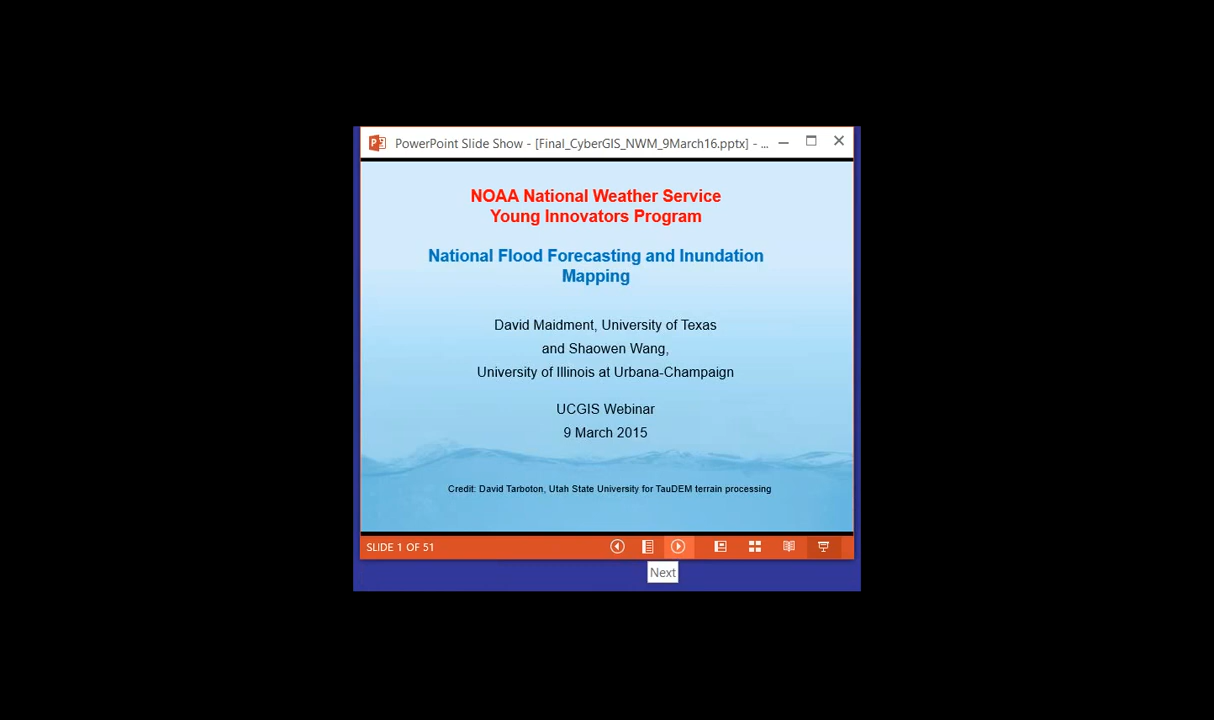 PowerPoint Slide Show - [Final_CyberGIS_NWM_9March16.pptx] - ...
NOAA National Weather Service
Young Innovators Program
National Flood Forecasting and Inundation
Mapping
David Maidment, University of Texas
and Shaowen Wang,
University of Illinois at Urbana-Champaign
UCGIS Webinar
9 March 2015
Credit: David Tarboton, Utah State University for TauDEM terrain processing
SLIDE 1 OF 51
Next